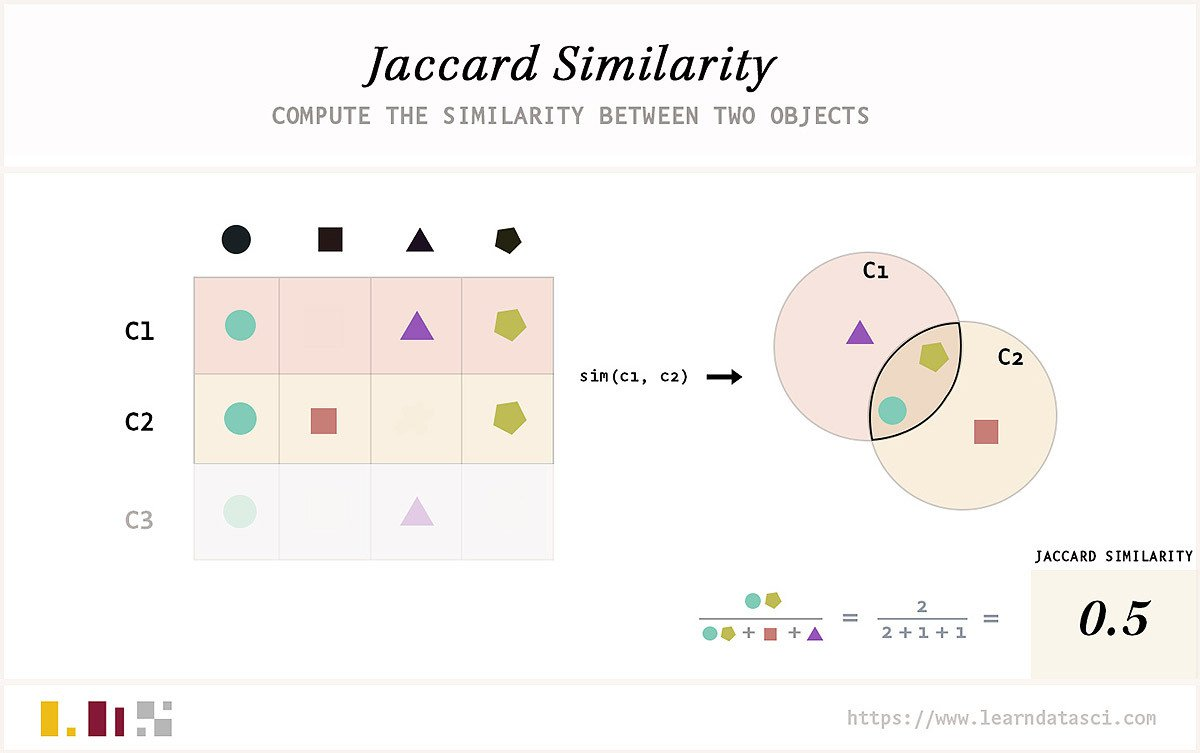 Jaccard Similarity
COMPUTE THE SIMILARITY BETWEEN TWO OBJECTS
C1
C2
C3
sim(c1, c2)
C1
C2
JACCARD SIMILARITY
+ + = 2 = 0.5
2 + 1 + 1
https://www.learndatasci.com